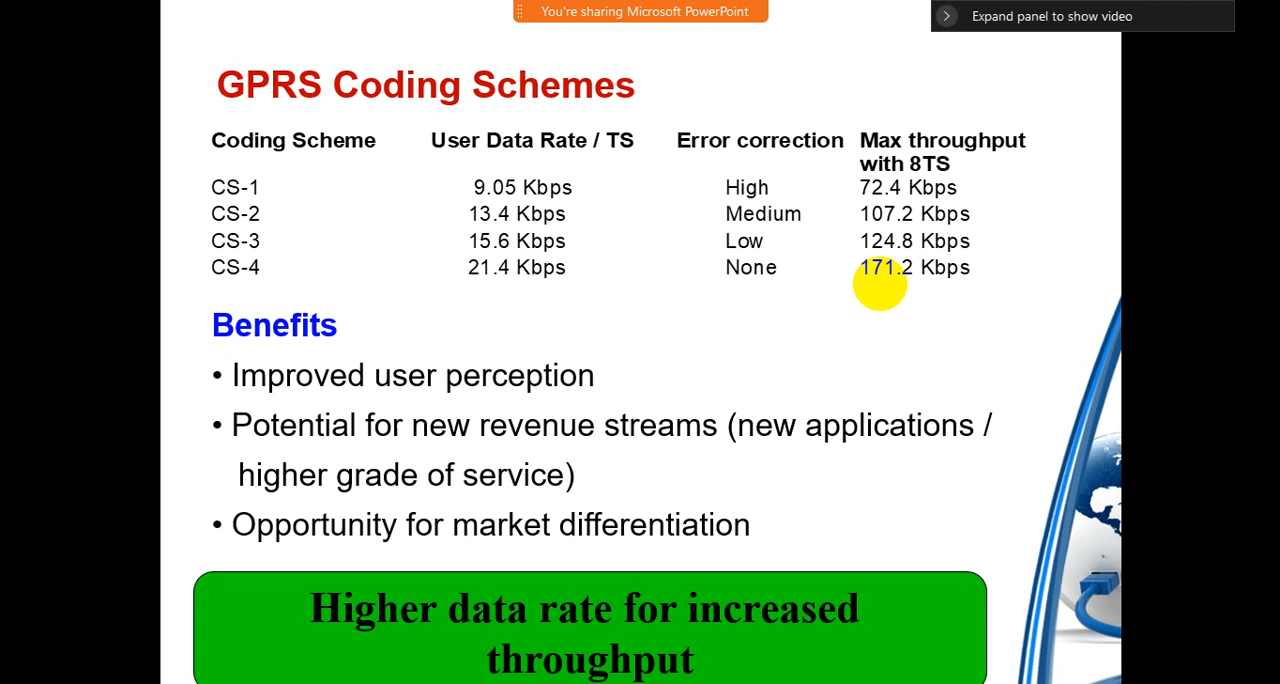 You're sharing Microsoft PowerPoint
Expand panel to show video
GPRS Coding Schemes
Coding Scheme User Data Rate / TS Error correction Max throughput
with 8TS
CS-1 9.05 Kbps High 72.4 Kbps
CS-2 13.4 Kbps Medium 107.2 Kbps
CS-3 15.6 Kbps Low 124.8 Kbps
CS-4 21.4 Kbps None 171.2 Kbps
Benefits
• Improved user perception
• Potential for new revenue streams (new applications /
higher grade of service)
• Opportunity for market differentiation
Higher data rate for increased
throughput